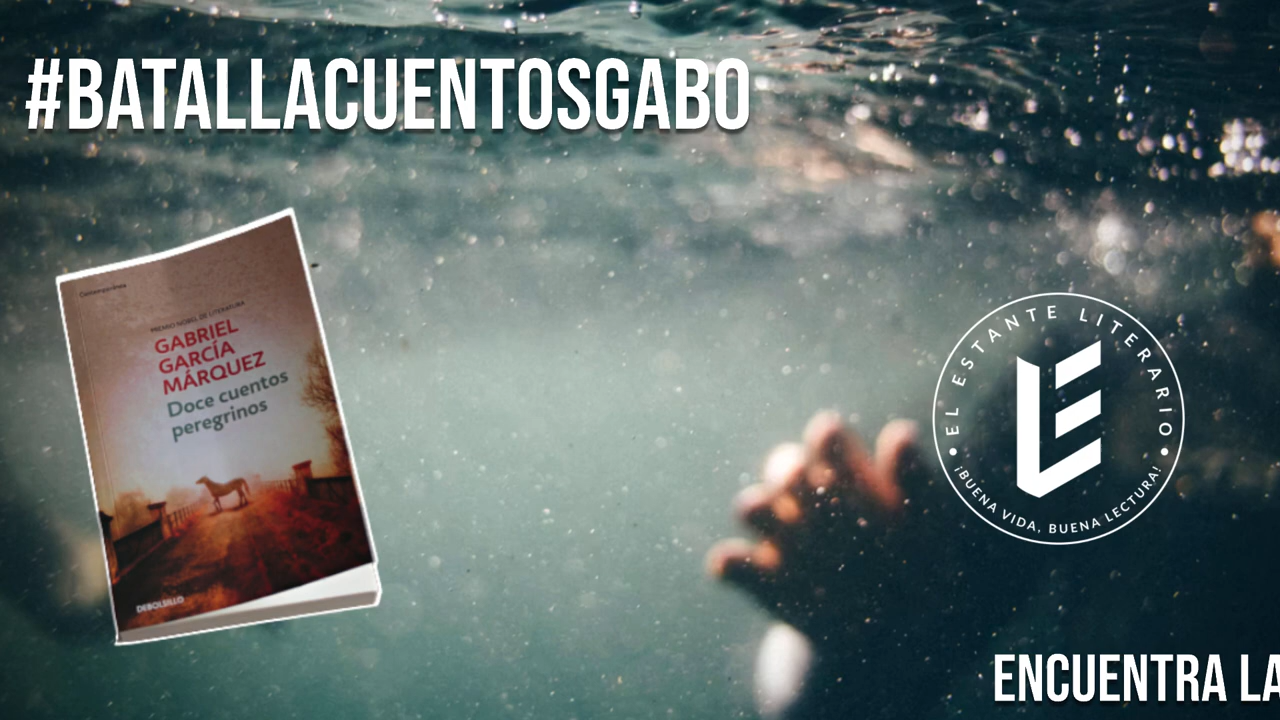 #BATALLACUENTOSGABO
Contemporánea
PREMIO NOBEL DE LITERATURA
GABRIEL
GARCÍA
MÁRQUEZ
Doce cuentos
peregrinos
DEBOLSILLO
• EL ESTANTE LITERARIO •
¡BUENA VIDA, BUENA LECTURA!
ENCUENTRA LA